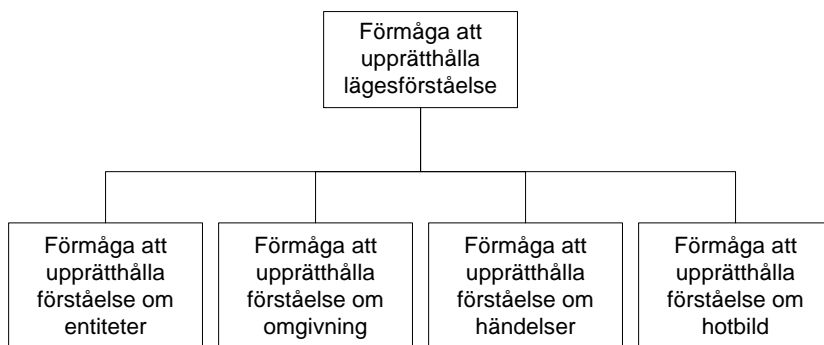 Förmåga att
upprätthålla
lägesförståelse
Förmåga att
upprätthålla
förståelse om
entiteter
Förmåga att
upprätthålla
förståelse om
omgivning
Förmåga att
upprätthålla
förståelse om
händelser
Förmåga att
upprätthålla
förståelse om
hotbild